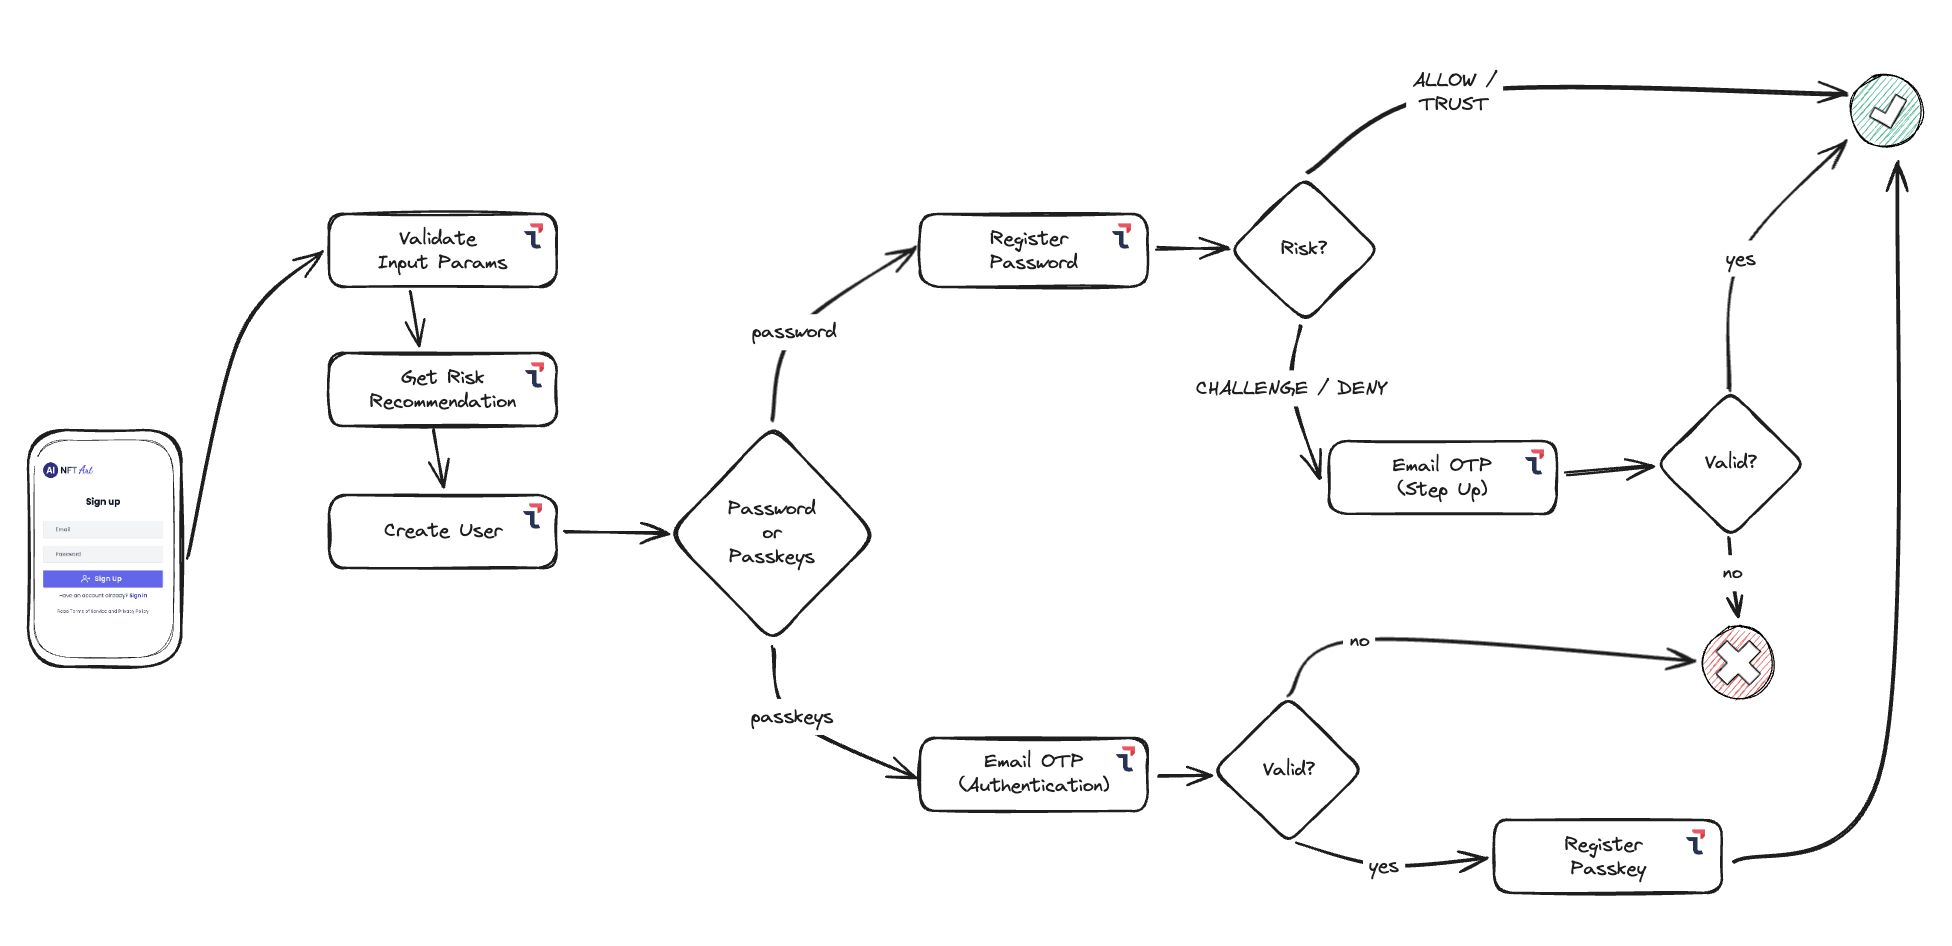 AI NFT Art
Sign up
Email
Password
Sign Up
Have an account already? Sign In
Read Terms of Service and Privacy Policy
Validate
Input Params
Get Risk
Recommendation
Create User
Password
or
Passkeys
password
passkeys
Register
Password
Risk?
ALLOW /
TRUST
CHALLENGE / DENY
Email OTP
(Step Up)
Valid?
yes
no
Email OTP
(Authentication)
Valid?
no
yes
Register
Passkey